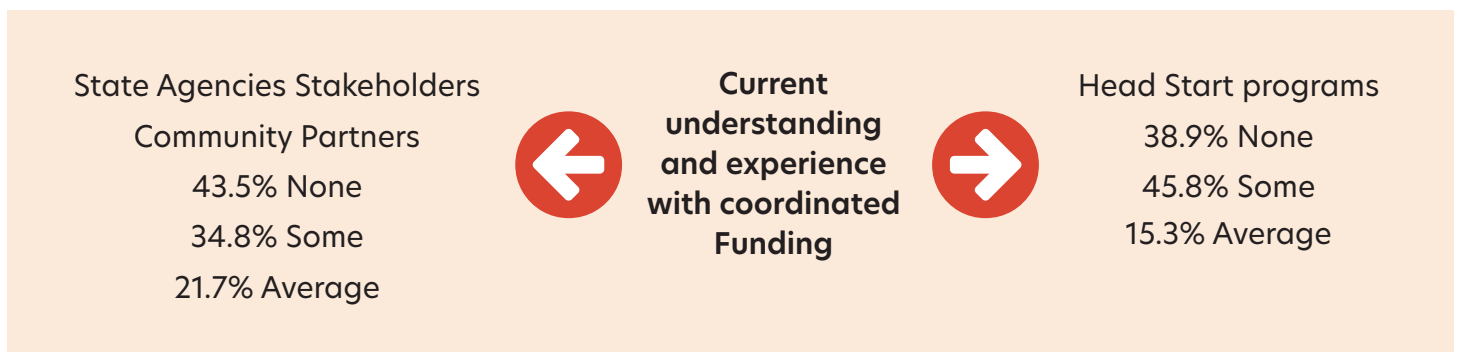 State Agencies Stakeholders
Community Partners
43.5% None
34.8% Some
21.7% Average
Current
understanding
and experience
with coordinated
Funding
Head Start programs
38.9% None
45.8% Some
15.3% Average